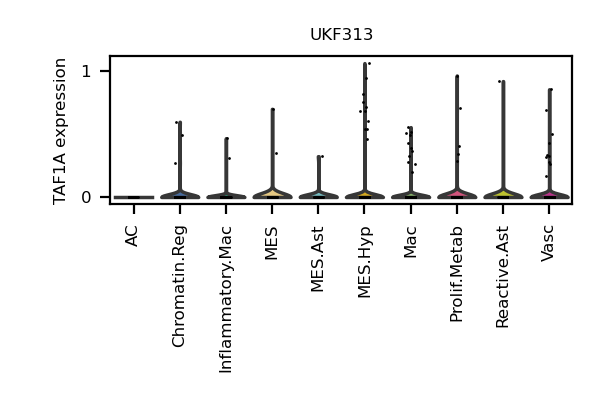 UKF313
TAF1A expression
1
0
AC
Chromatin.Reg
Inflammatory.Mac
MES
MES.Ast
MES.Hyp
Mac
Prolif.Metab
Reactive.Ast
Vasc